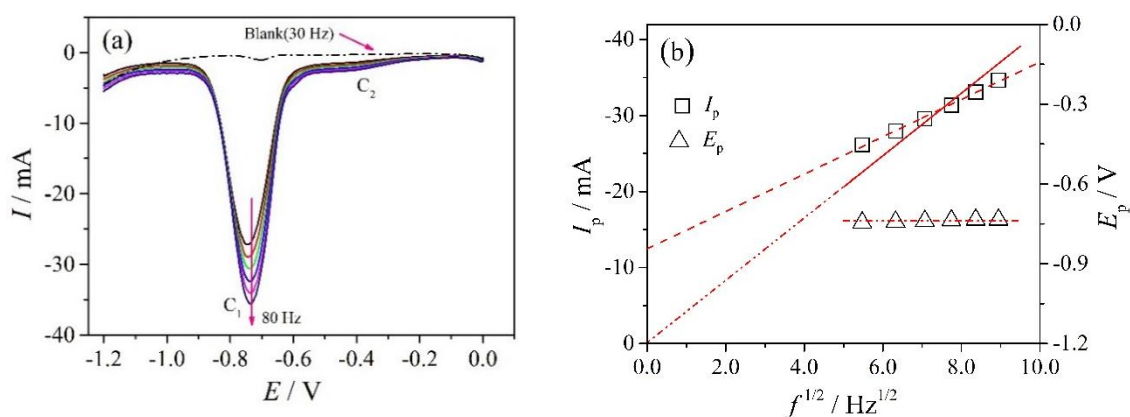 (a)
Blank(30 Hz)
C2
C1
80 Hz
0
-10
-20
-30
-40
I / mA
-1.2 -1.0 -0.8 -0.6 -0.4 -0.2 0.0
E / V
(b)
Ip
Ep
-40
-30
-20
-10
0
Ip / mA
0.0
-0.3
-0.6
-0.9
-1.2
Ep / V
0.0 2.0 4.0 6.0 8.0 10.0
f 1/2 / Hz1/2